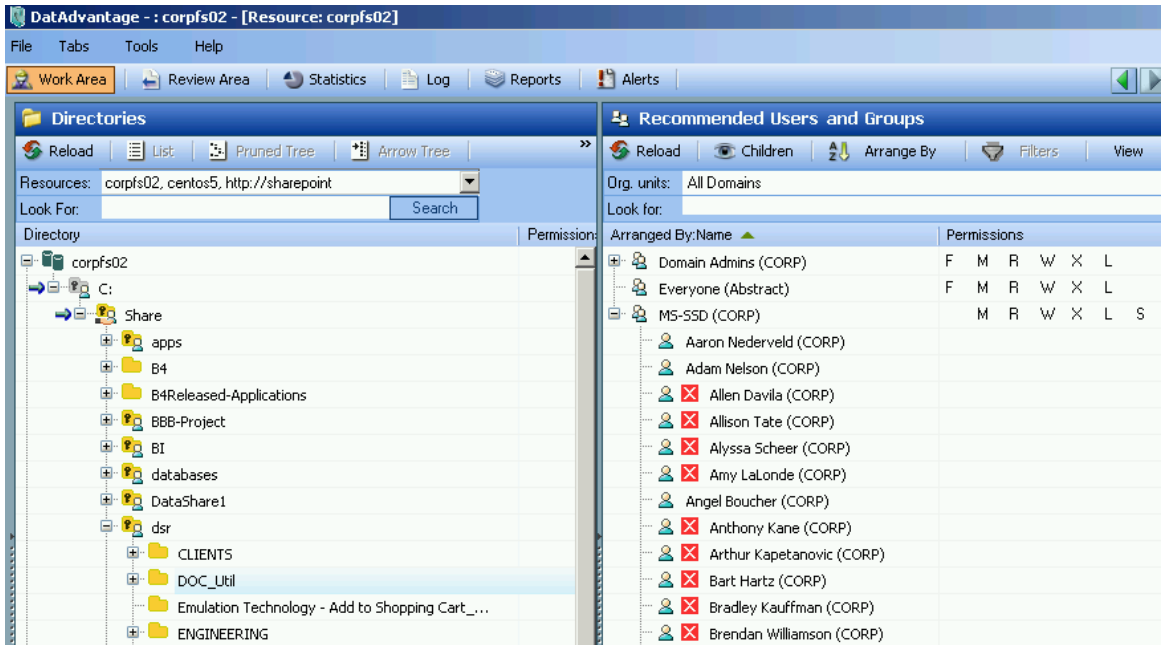 DatAdvantage - : corpfs02 - [Resource: corpfs02]
File Tabs Tools Help
Work Area Review Area Statistics Log Reports Alerts
Directories
Reload List Pruned Tree Arrow Tree »
Resources: corpfs02, centos5, http://sharepoint
Look For: Search
Directory Permissions
corpfs02
C:
Share
apps
B4
B4Released-Applications
BBB-Project
BI
databases
DataShare1
dsr
CLIENTS
DOC_Util
Emulation Technology - Add to Shopping Cart_...
ENGINEERING
Recommended Users and Groups
Reload Children Arrange By Filters View
Org. units: All Domains
Look for:
Arranged By:Name Permissions
Domain Admins (CORP) F M R W X L
Everyone (Abstract) F M R W X L
MS-SSD (CORP) M R W X L S
Aaron Nederveld (CORP)
Adam Nelson (CORP)
Allen Davila (CORP)
Allison Tate (CORP)
Alyssa Scheer (CORP)
Amy LaLonde (CORP)
Angel Boucher (CORP)
Anthony Kane (CORP)
Arthur Kapetanovic (CORP)
Bart Hartz (CORP)
Bradley Kauffman (CORP)
Brendan Williamson (CORP)